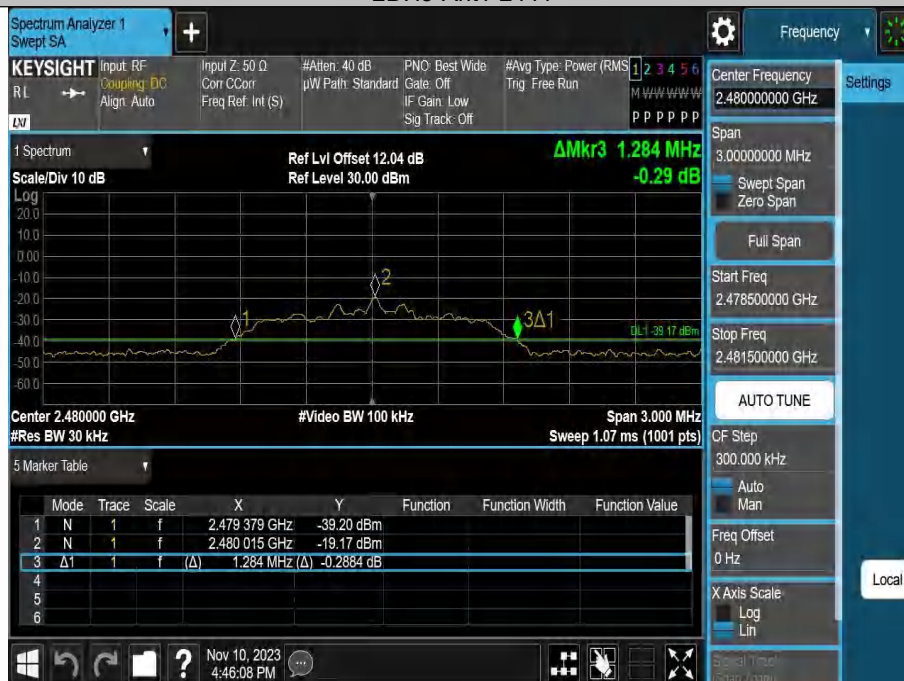 Spectrum Analyzer 1
Swept SA
+
Frequency
KEYSIGHT
RL
LXI
Input: RF
Coupling: DC
Align: Auto
Input Z: 50 Ω
Corr CCorr
Freq Ref: Int (S)
#Atten: 40 dB
µW Path: Standard
PNO: Best Wide
Gate: Off
IF Gain: Low
Sig Track: Off
#Avg Type: Power (RMS
Trig: Free Run
1 2 3 4 5 6
M W W W W W
P P P P P P
Center Frequency
2.480000000 GHz
Settings
Span
3.00000000 MHz
Swept Span
Zero Span
Full Span
Start Freq
2.478500000 GHz
Stop Freq
2.481500000 GHz
AUTO TUNE
CF Step
300.000 kHz
Auto
Man
Freq Offset
0 Hz
X Axis Scale
Log
Lin
Local
1 Spectrum
Scale/Div 10 dB
Ref Lvl Offset 12.04 dB
Ref Level 30.00 dBm
ΔMkr3 1.284 MHz
-0.29 dB
Log
20.0
10.0
0.00
-10.0
-20.0
-30.0
-40.0
-50.0
-60.0
1
2
3Δ1
DL1 -39.17 dBm
Center 2.480000 GHz
#Video BW 100 kHz
Span 3.000 MHz
#Res BW 30 kHz
Sweep 1.07 ms (1001 pts)
5 Marker Table
Mode Trace Scale X Y Function Function Width Function Value
1 N 1 f 2.479 379 GHz -39.20 dBm
2 N 1 f 2.480 015 GHz -19.17 dBm
3 Δ1 1 f (Δ) 1.284 MHz (Δ) -0.2884 dB
4
5
6
?
Nov 10, 2023
4:46:08 PM